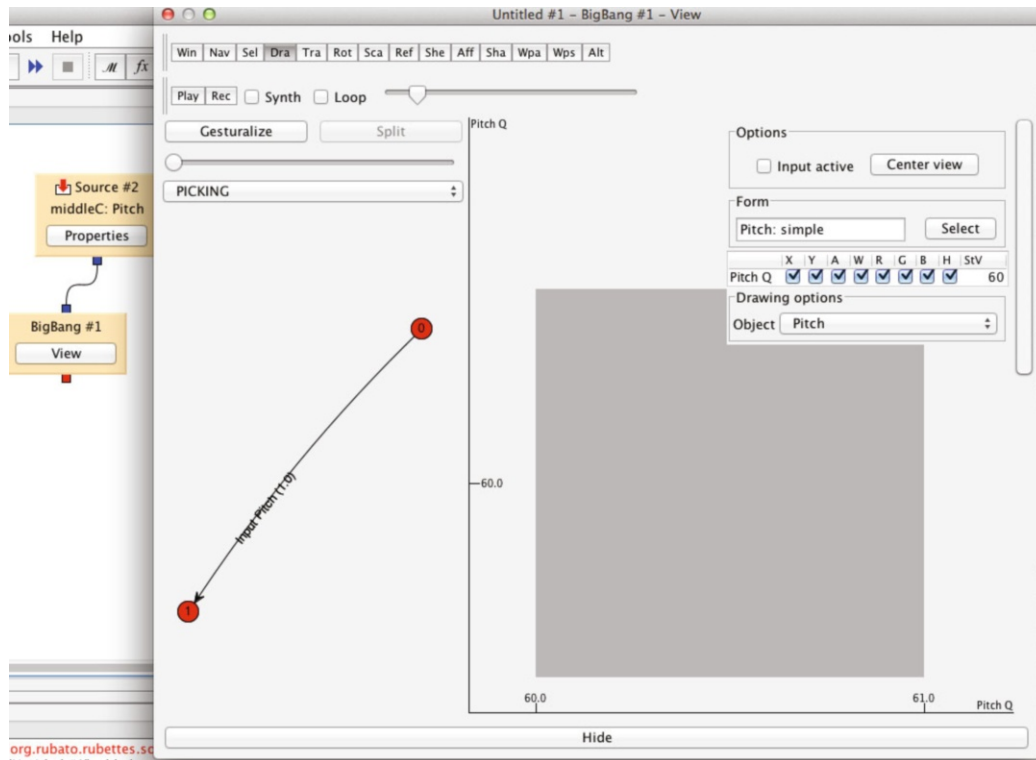 Untitled #1 – BigBang #1 – View
ools Help
Win Nav Sel Dra Tra Rot Sca Ref She Aff Sha Wpa Wps Alt
M fx
Play Rec Synth Loop
Gesturalize Split
PICKING
Pitch Q
Options
Input active Center view
Form
Pitch: simple Select
X Y A W R G B H StV
Pitch Q 60
Drawing options
Object Pitch
Source #2
middleC: Pitch
Properties
BigBang #1
View
0
Input Pitch (1.0)
1
60.0
60.0 61.0
Pitch Q
Hide
org.rubato.rubettes.sc